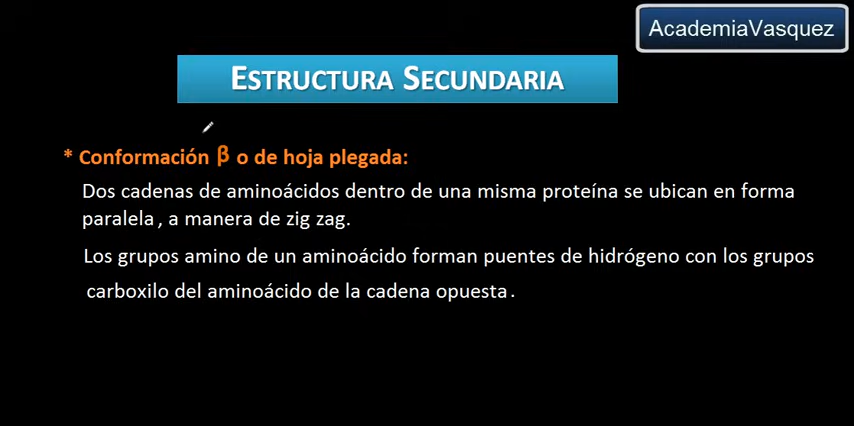 AcademiaVasquez
ESTRUCTURA SECUNDARIA
* Conformación β o de hoja plegada:
Dos cadenas de aminoácidos dentro de una misma proteína se ubican en forma
paralela, a manera de zig zag.
Los grupos amino de un aminoácido forman puentes de hidrógeno con los grupos
carboxilo del aminoácido de la cadena opuesta.